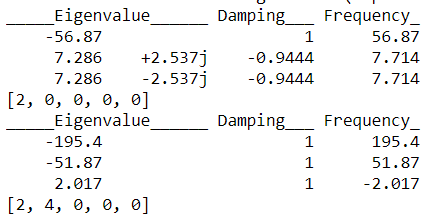 _____Eigenvalue______ Damping___ Frequency_
-56.87 1 56.87
7.286 +2.537j -0.9444 7.714
7.286 -2.537j -0.9444 7.714
[2, 0, 0, 0, 0]
_____Eigenvalue______ Damping___ Frequency_
-195.4 1 195.4
-51.87 1 51.87
2.017 1 -2.017
[2, 4, 0, 0, 0]